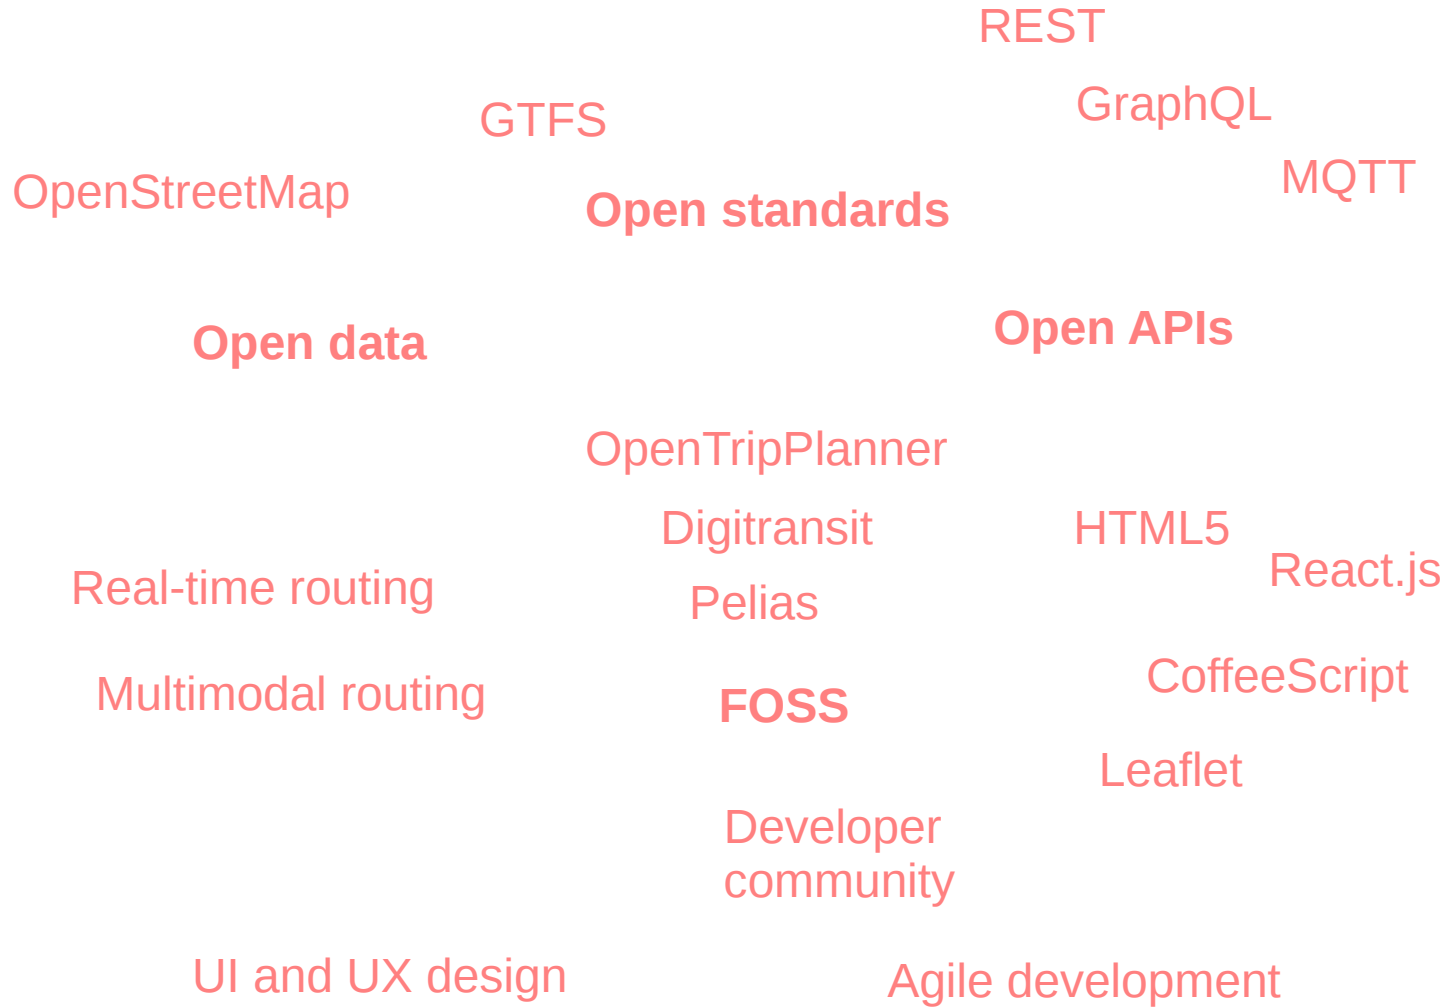 REST
GraphQL
GTFS
MQTT
OpenStreetMap
Open standards
Open APIs
Open data
OpenTripPlanner
Digitransit
HTML5
React.js
Real-time routing
Pelias
CoffeeScript
Multimodal routing
FOSS
Leaflet
Developer
community
UI and UX design
Agile development